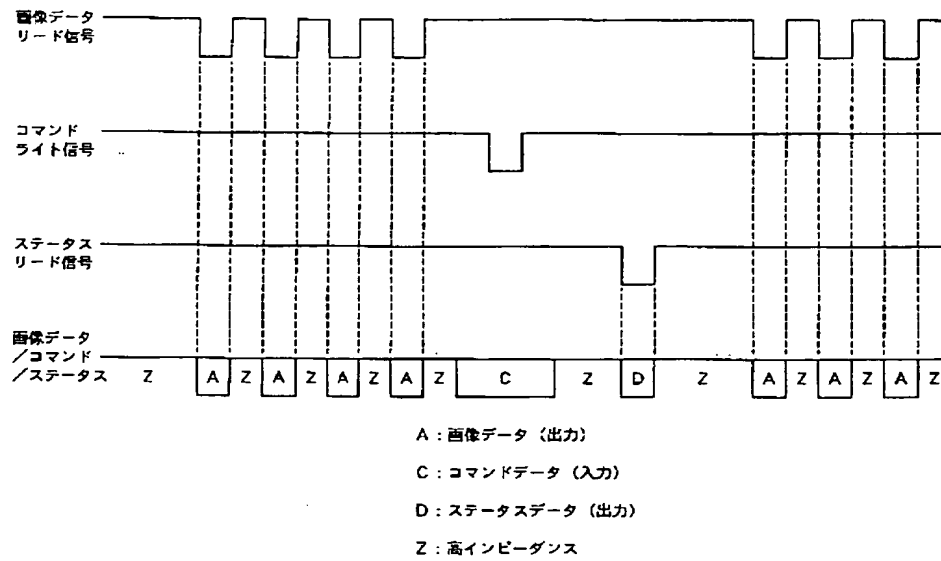 画像データ
リード信号
コマンド
ライト信号
ステータス
リード信号
画像データ
／コマンド
／ステータス Z A Z A Z A Z A Z C Z D Z A Z A Z A Z
A：画像データ（出力）
C：コマンドデータ（入力）
D：ステータスデータ（出力）
Z：高インピーダンス